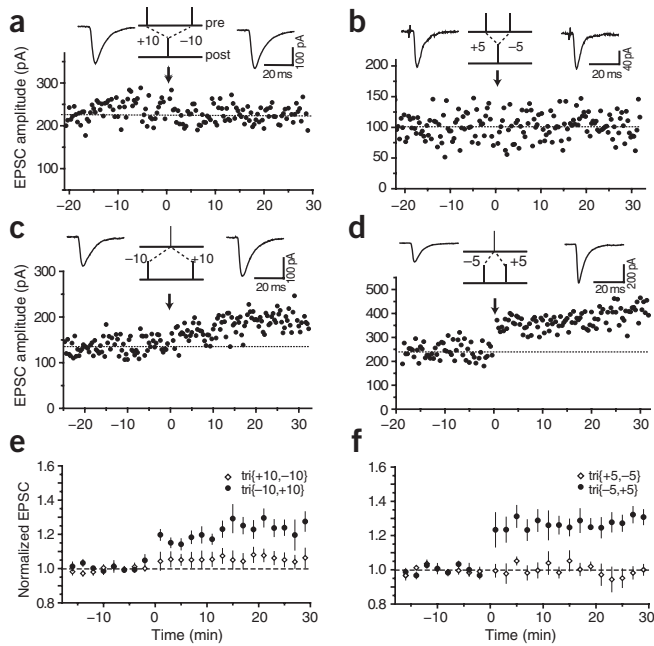 a
pre
+10
−10
post
20 ms
100 pA
EPSC amplitude (pA)
300
200
100
0
−20
−10
0
10
20
30
b
+5
−5
20 ms
40 pA
200
150
100
50
0
−20
−10
0
10
20
30
c
−10
+10
20 ms
100 pA
EPSC amplitude (pA)
300
200
150
100
0
−20
−10
0
10
20
30
d
−5
+5
20 ms
200 pA
500
400
300
200
100
0
−20
−10
0
10
20
30
e
tri{+10,−10}
tri{−10,+10}
Normalized EPSC
1.6
1.4
1.2
1.0
0.8
−10
0
10
20
30
Time (min)
f
tri{+5,−5}
tri{−5,+5}
1.6
1.4
1.2
1.0
0.8
−10
0
10
20
30
Time (min)